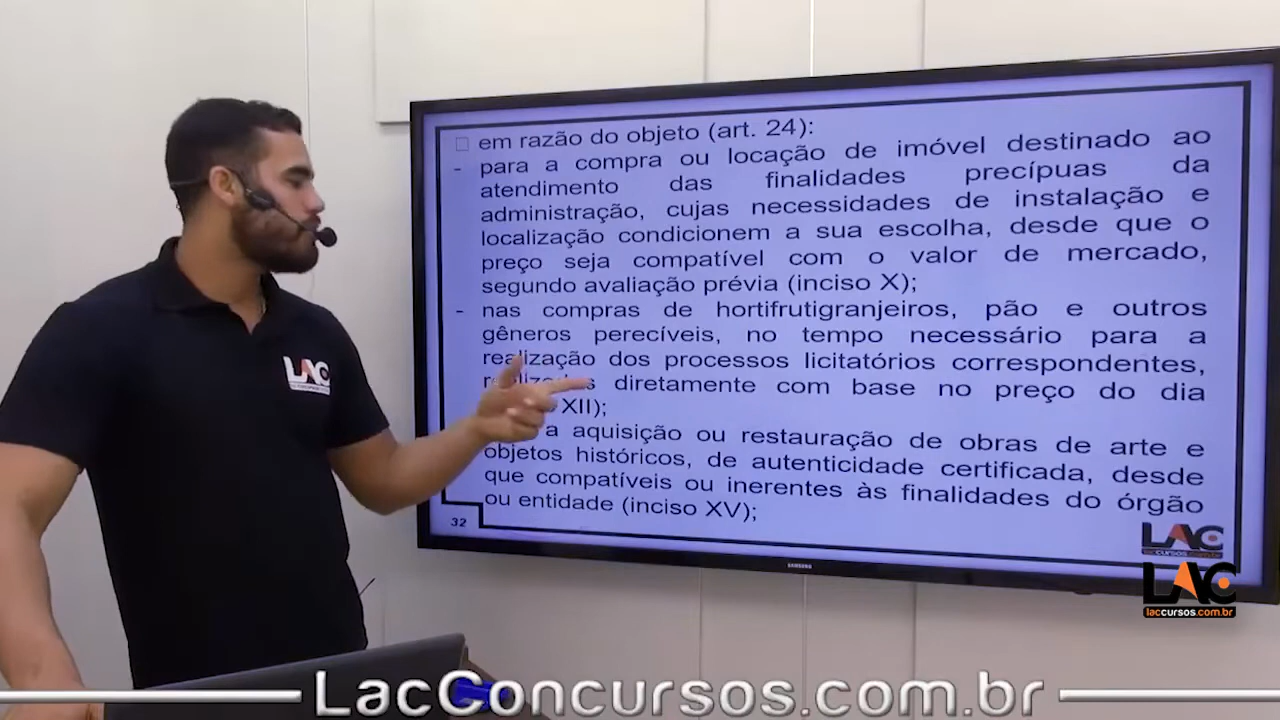 em razão do objeto (art. 24):
- para a compra ou locação de imóvel destinado ao
atendimento das finalidades precípuas da
administração, cujas necessidades de instalação e
localização condicionem a sua escolha, desde que o
preço seja compatível com o valor de mercado,
segundo avaliação prévia (inciso X);
- nas compras de hortifrutigranjeiros, pão e outros
gêneros perecíveis, no tempo necessário para a
realização dos processos licitatórios correspondentes,
diretamente com base no preço do dia
XII);
a aquisição ou restauração de obras de arte e
objetos históricos, de autenticidade certificada, desde
que compatíveis ou inerentes às finalidades do órgão
ou entidade (inciso XV);
32
LAC
laccursos.com.br
SAMSUNG
LAC
laccursos.com.br
LAC
LacConcursos.com.br